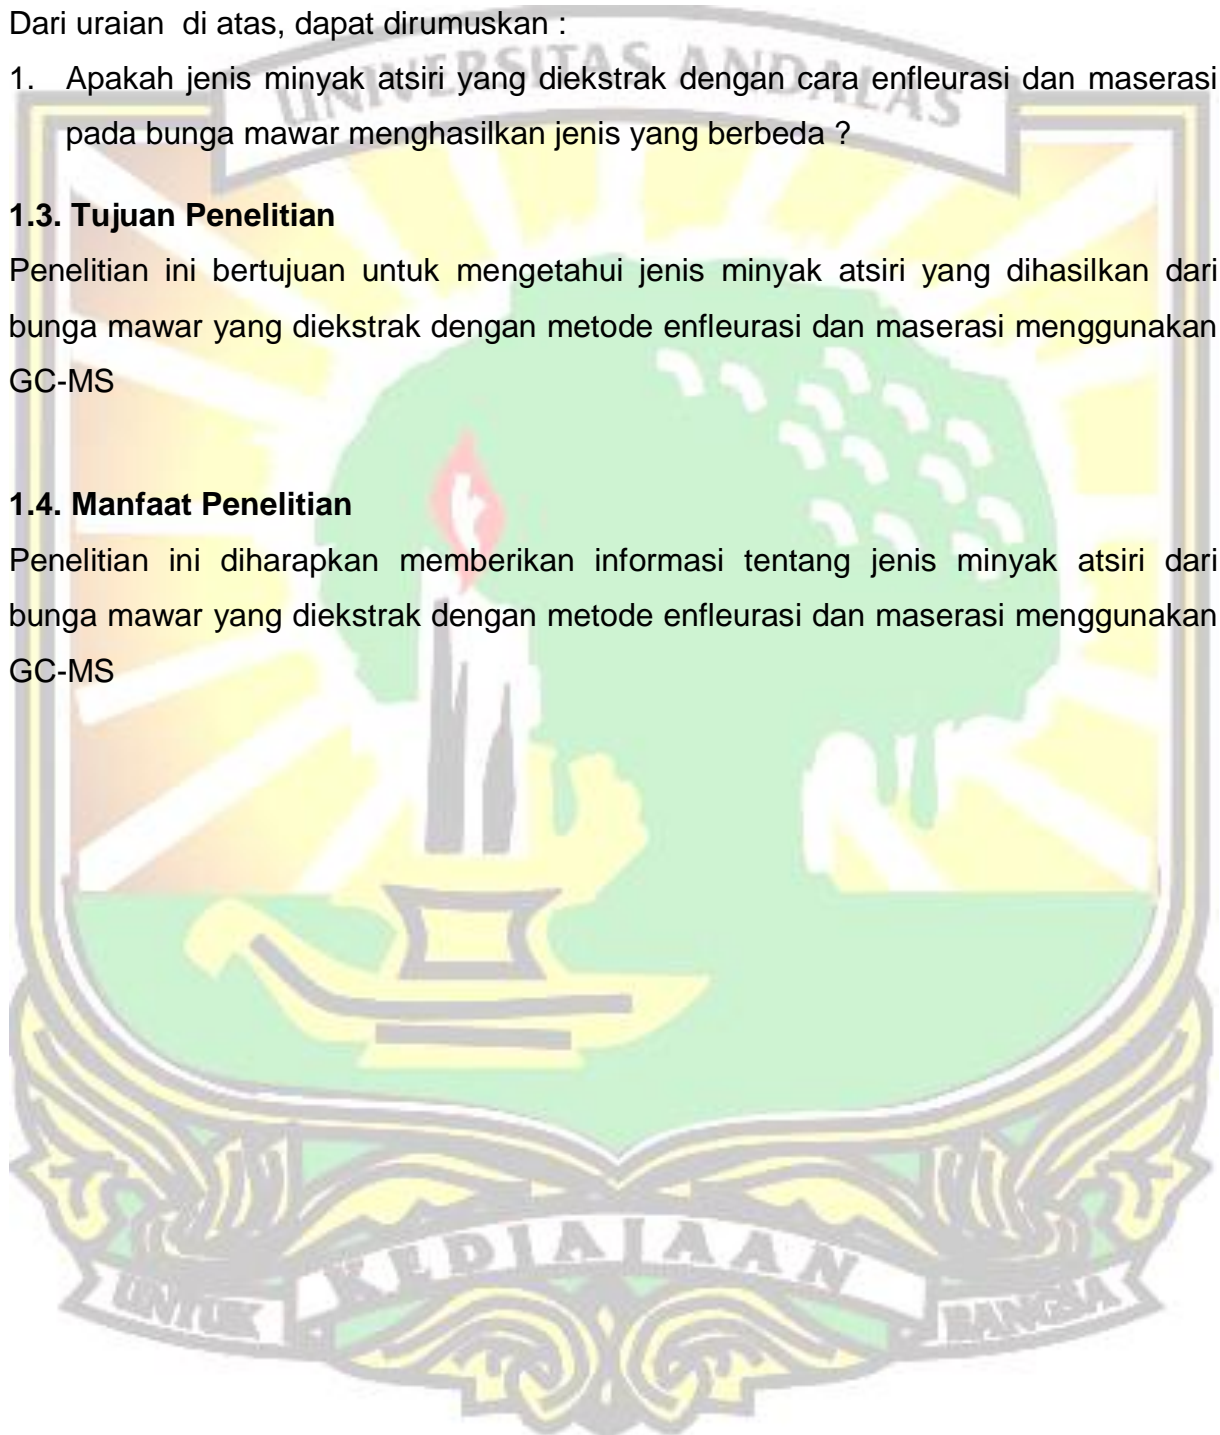 Dari uraian di atas, dapat dirumuskan :
UNIVERSITAS ANDALAS
1. Apakah jenis minyak atsiri yang diekstrak dengan cara enfleurasi dan maserasi
pada bunga mawar menghasilkan jenis yang berbeda ?
1.3. Tujuan Penelitian
Penelitian ini bertujuan untuk mengetahui jenis minyak atsiri yang dihasilkan dari
bunga mawar yang diekstrak dengan metode enfleurasi dan maserasi menggunakan
GC-MS
1.4. Manfaat Penelitian
Penelitian ini diharapkan memberikan informasi tentang jenis minyak atsiri dari
bunga mawar yang diekstrak dengan metode enfleurasi dan maserasi menggunakan
GC-MS
UNTUK KEDJAJAAN BANGSA